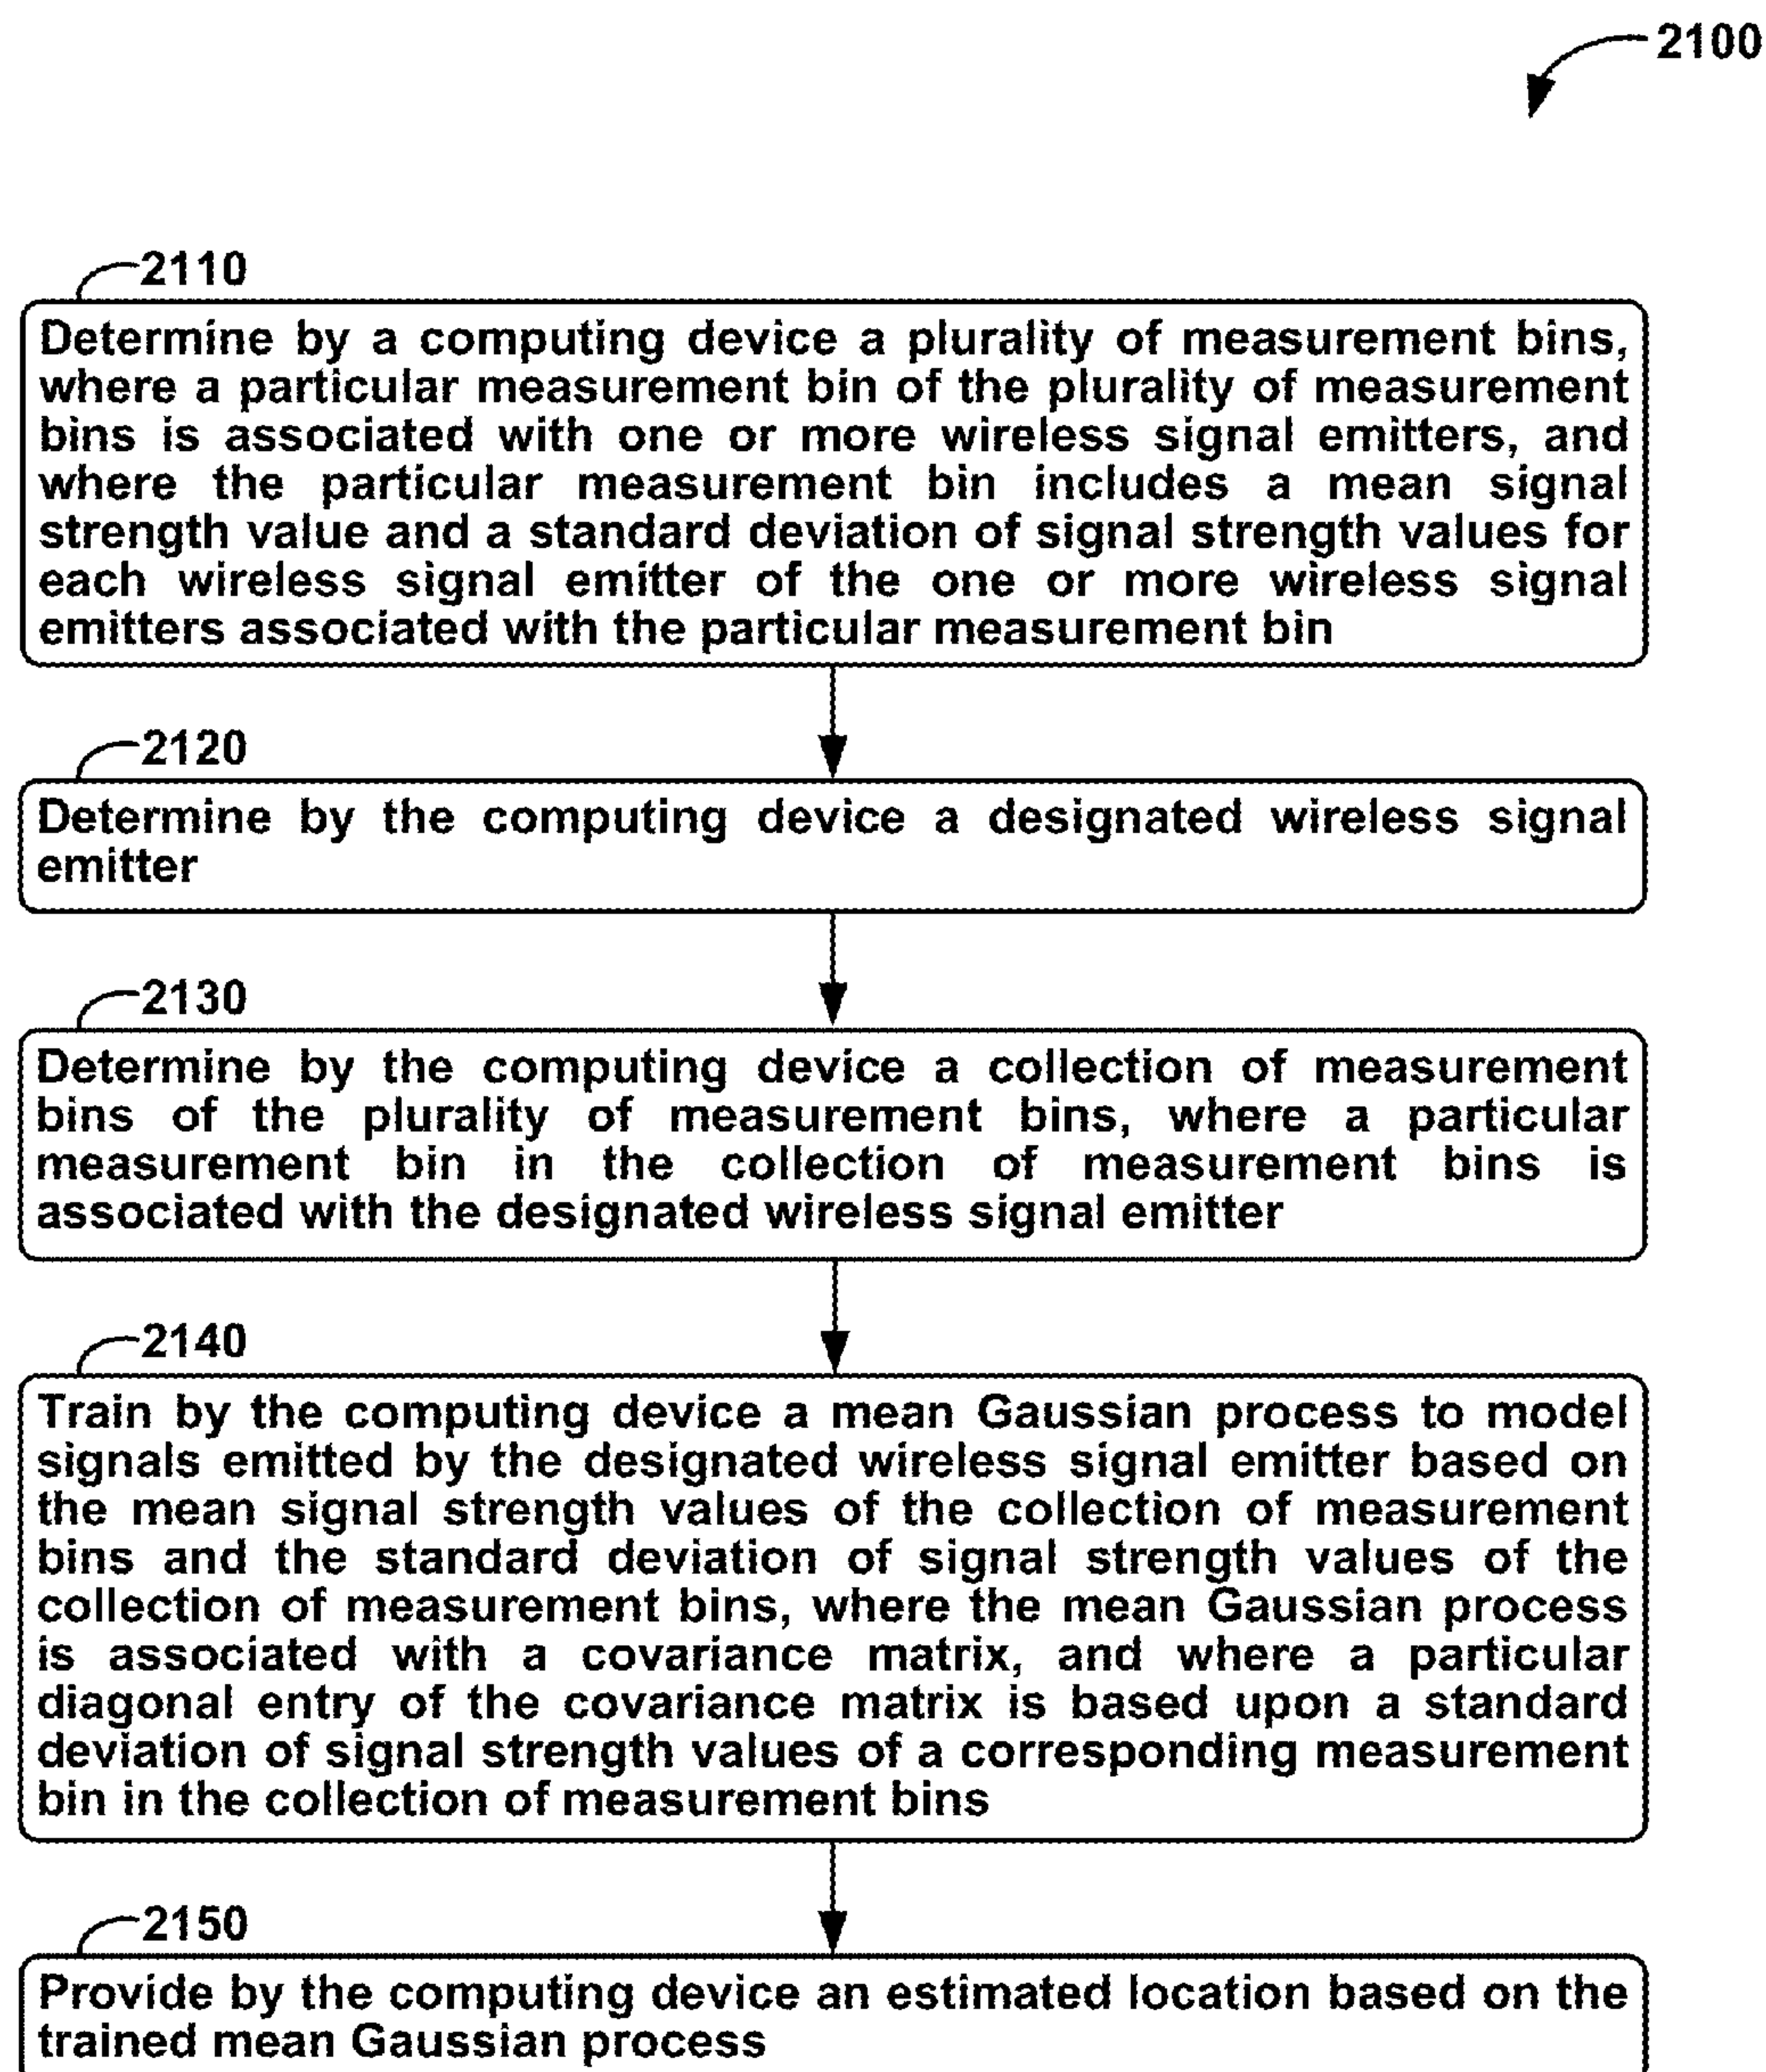 2100
2110
Determine by a computing device a plurality of measurement bins,
where a particular measurement bin of the plurality of measurement
bins is associated with one or more wireless signal emitters, and
where the particular measurement bin includes a mean signal
strength value and a standard deviation of signal strength values for
each wireless signal emitter of the one or more wireless signal
emitters associated with the particular measurement bin
2120
Determine by the computing device a designated wireless signal
emitter
2130
Determine by the computing device a collection of measurement
bins of the plurality of measurement bins, where a particular
measurement bin in the collection of measurement bins is
associated with the designated wireless signal emitter
2140
Train by the computing device a mean Gaussian process to model
signals emitted by the designated wireless signal emitter based on
the mean signal strength values of the collection of measurement
bins and the standard deviation of signal strength values of the
collection of measurement bins, where the mean Gaussian process
is associated with a covariance matrix, and where a particular
diagonal entry of the covariance matrix is based upon a standard
deviation of signal strength values of a corresponding measurement
bin in the collection of measurement bins
2150
Provide by the computing device an estimated location based on the
trained mean Gaussian process